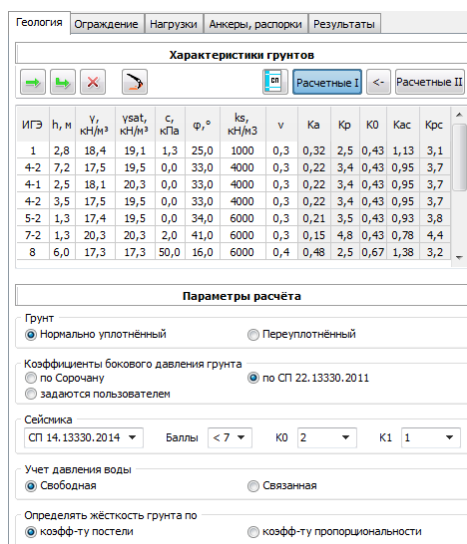 Геология Ограждение Нагрузки Анкеры, распорки Результаты
Характеристики грунтов
СП Расчетные I <- Расчетные II
ИГЭ h, м γ, кН/м³ γsat, кН/м³ c, кПа φ,° ks, кН/м3 ν Ka Kp K0 Kac Kpc
1 2,8 18,4 19,1 1,3 25,0 1000 0,3 0,32 2,5 0,43 1,13 3,1
4-2 7,2 17,5 19,5 0,0 33,0 4000 0,3 0,22 3,4 0,43 0,95 3,7
4-1 2,5 18,1 20,3 0,0 33,0 4000 0,3 0,22 3,4 0,43 0,95 3,7
4-2 3,5 17,5 19,5 0,0 33,0 4000 0,3 0,22 3,4 0,43 0,95 3,7
5-2 1,3 17,4 19,5 0,0 34,0 6000 0,3 0,21 3,5 0,43 0,93 3,8
7-2 1,3 20,3 20,3 2,0 41,0 6000 0,3 0,15 4,8 0,43 0,78 4,4
8 6,0 17,3 17,3 50,0 16,0 6000 0,4 0,48 2,5 0,67 1,38 3,2
Параметры расчёта
Грунт
Нормально уплотнённый Переуплотнённый
Коэффициенты бокового давления грунта
по Сорочану по СП 22.13330.2011
задаются пользователем
Сейсмика
СП 14.13330.2014 Баллы < 7 K0 2 K1 1
Учет давления воды
Свободная Связанная
Определять жёсткость грунта по
коэфф-ту постели коэфф-ту пропорциональности